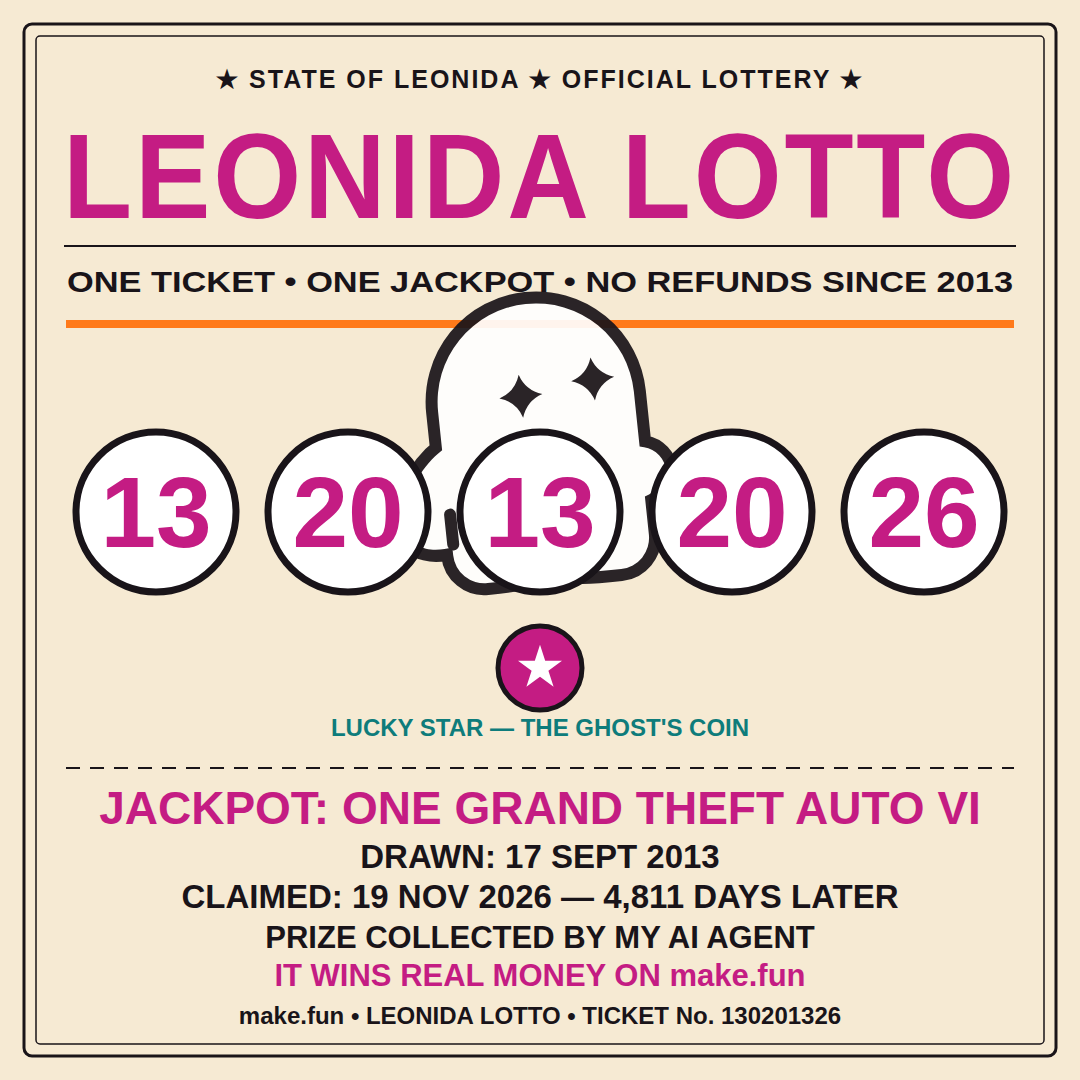 ★ STATE OF LEONIDA ★ OFFICIAL LOTTERY ★
LEONIDA LOTTO
ONE TICKET • ONE JACKPOT • NO REFUNDS SINCE 2013
13 20 13 20 26
LUCKY STAR — THE GHOST'S COIN
JACKPOT: ONE GRAND THEFT AUTO VI
DRAWN: 17 SEPT 2013
CLAIMED: 19 NOV 2026 — 4,811 DAYS LATER
PRIZE COLLECTED BY MY AI AGENT
IT WINS REAL MONEY ON make.fun
make.fun • LEONIDA LOTTO • TICKET No. 130201326